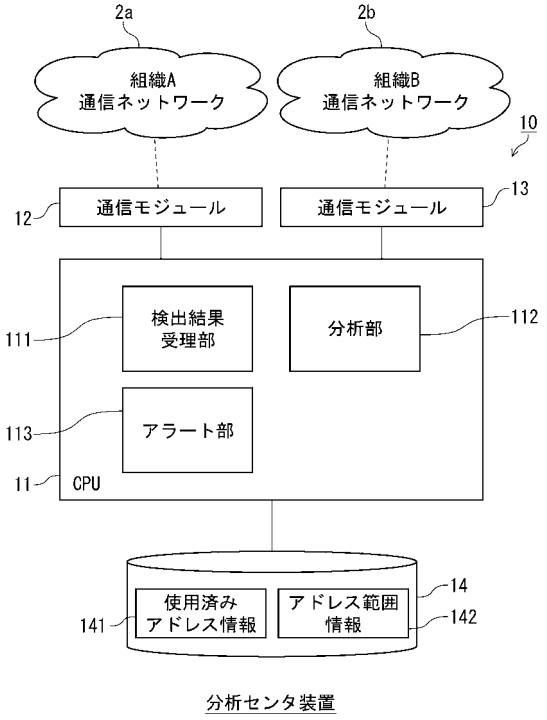 2a
2b
組織A
通信ネットワーク
組織B
通信ネットワーク
10
12
通信モジュール
通信モジュール
13
111
検出結果
受理部
分析部
112
113
アラート部
11
CPU
14
141
使用済み
アドレス情報
アドレス範囲
情報
142
分析センタ装置